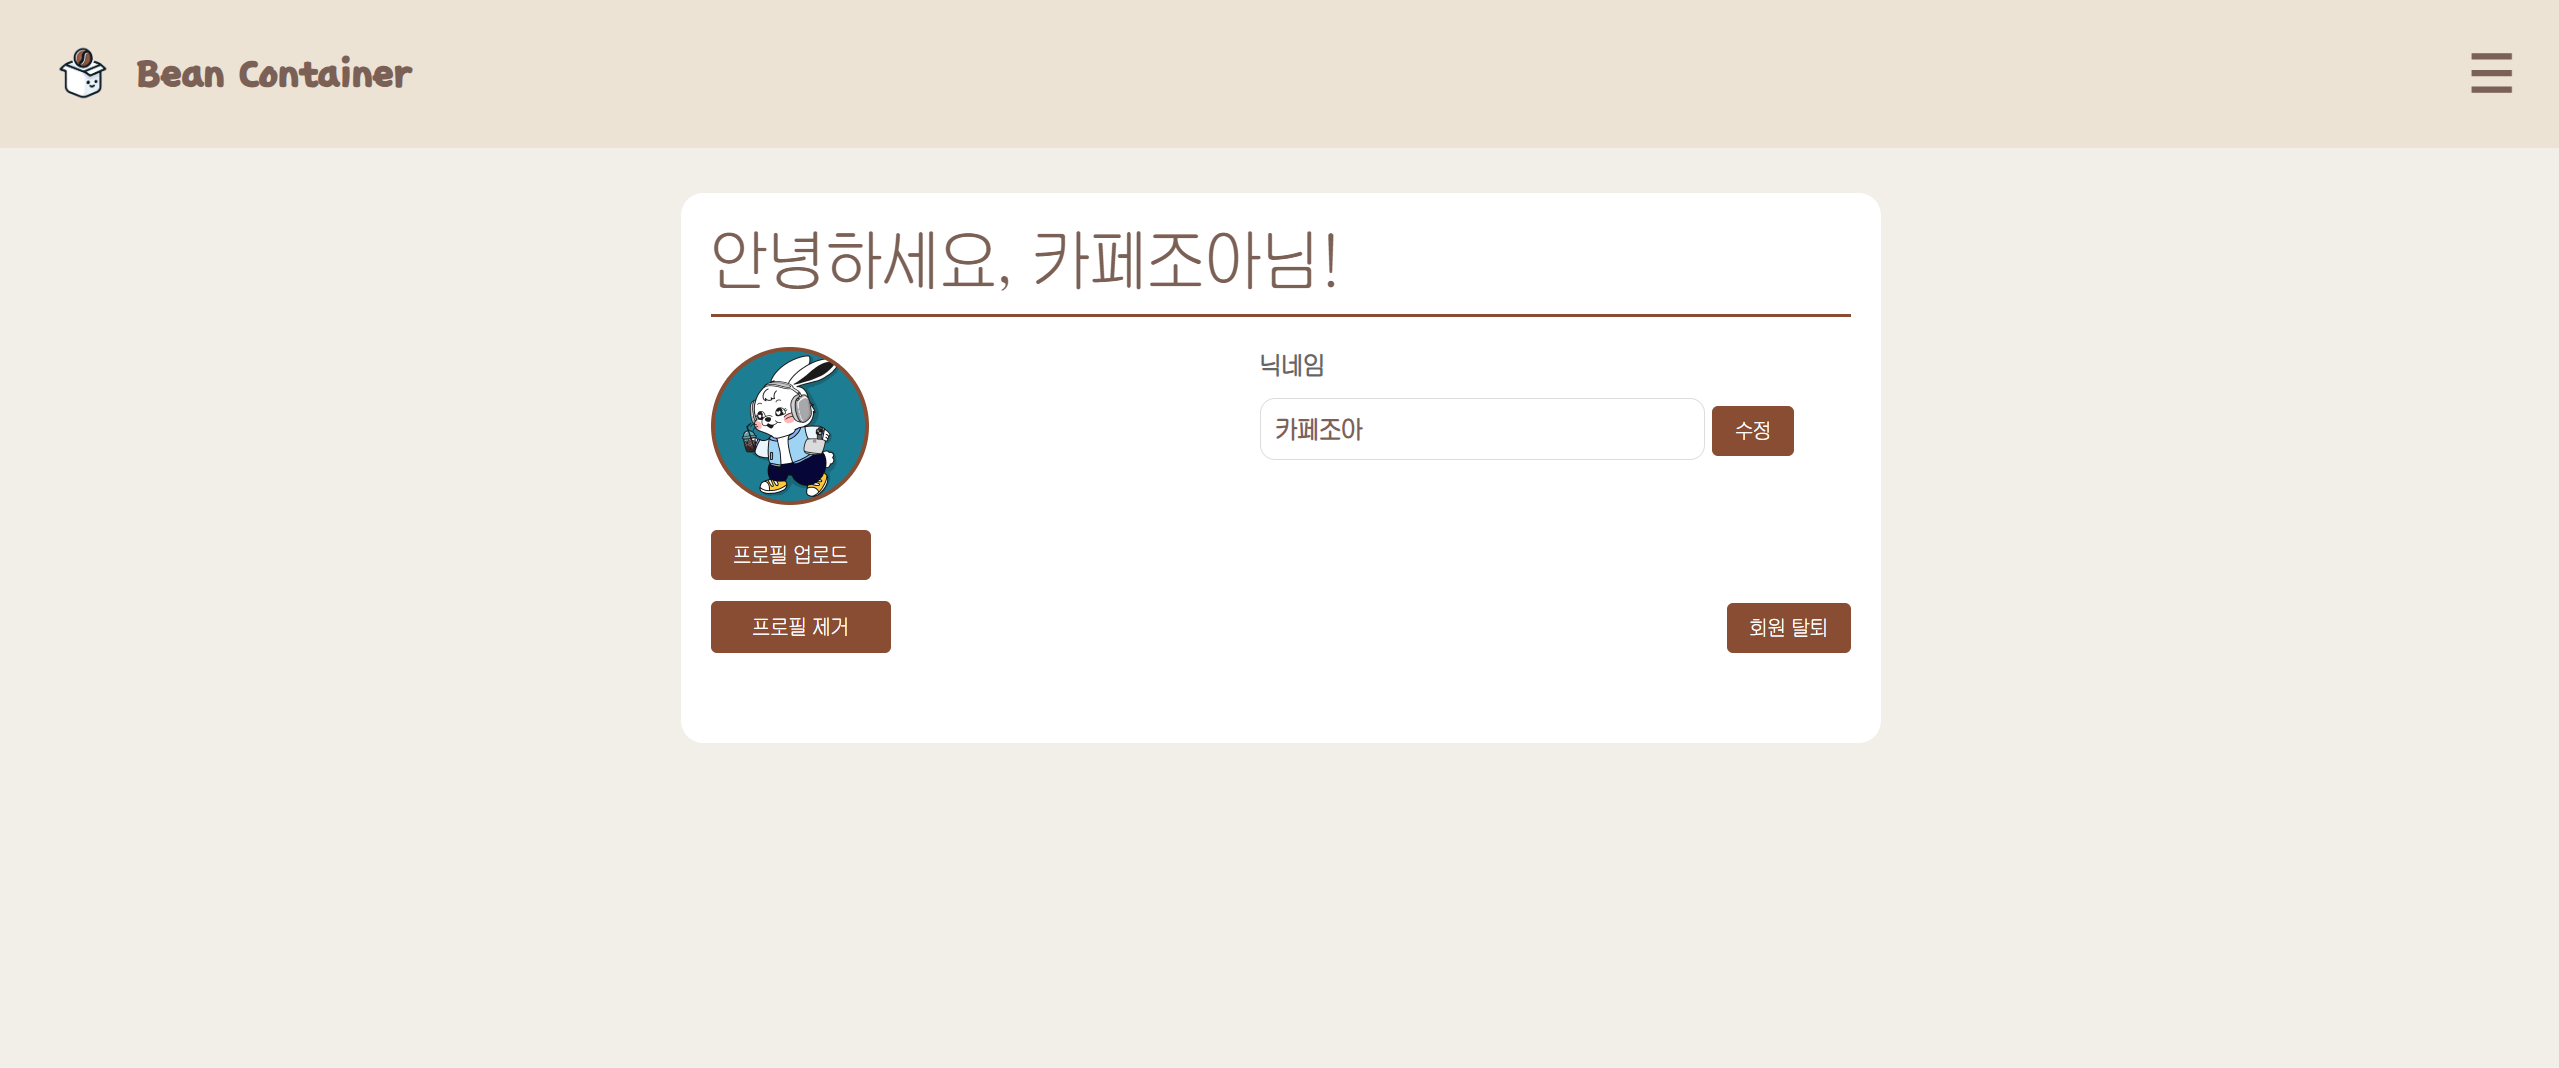 Bean Container
안녕하세요, 카페조아님!
닉네임
카페조아
수정
프로필 업로드
프로필 제거
회원 탈퇴